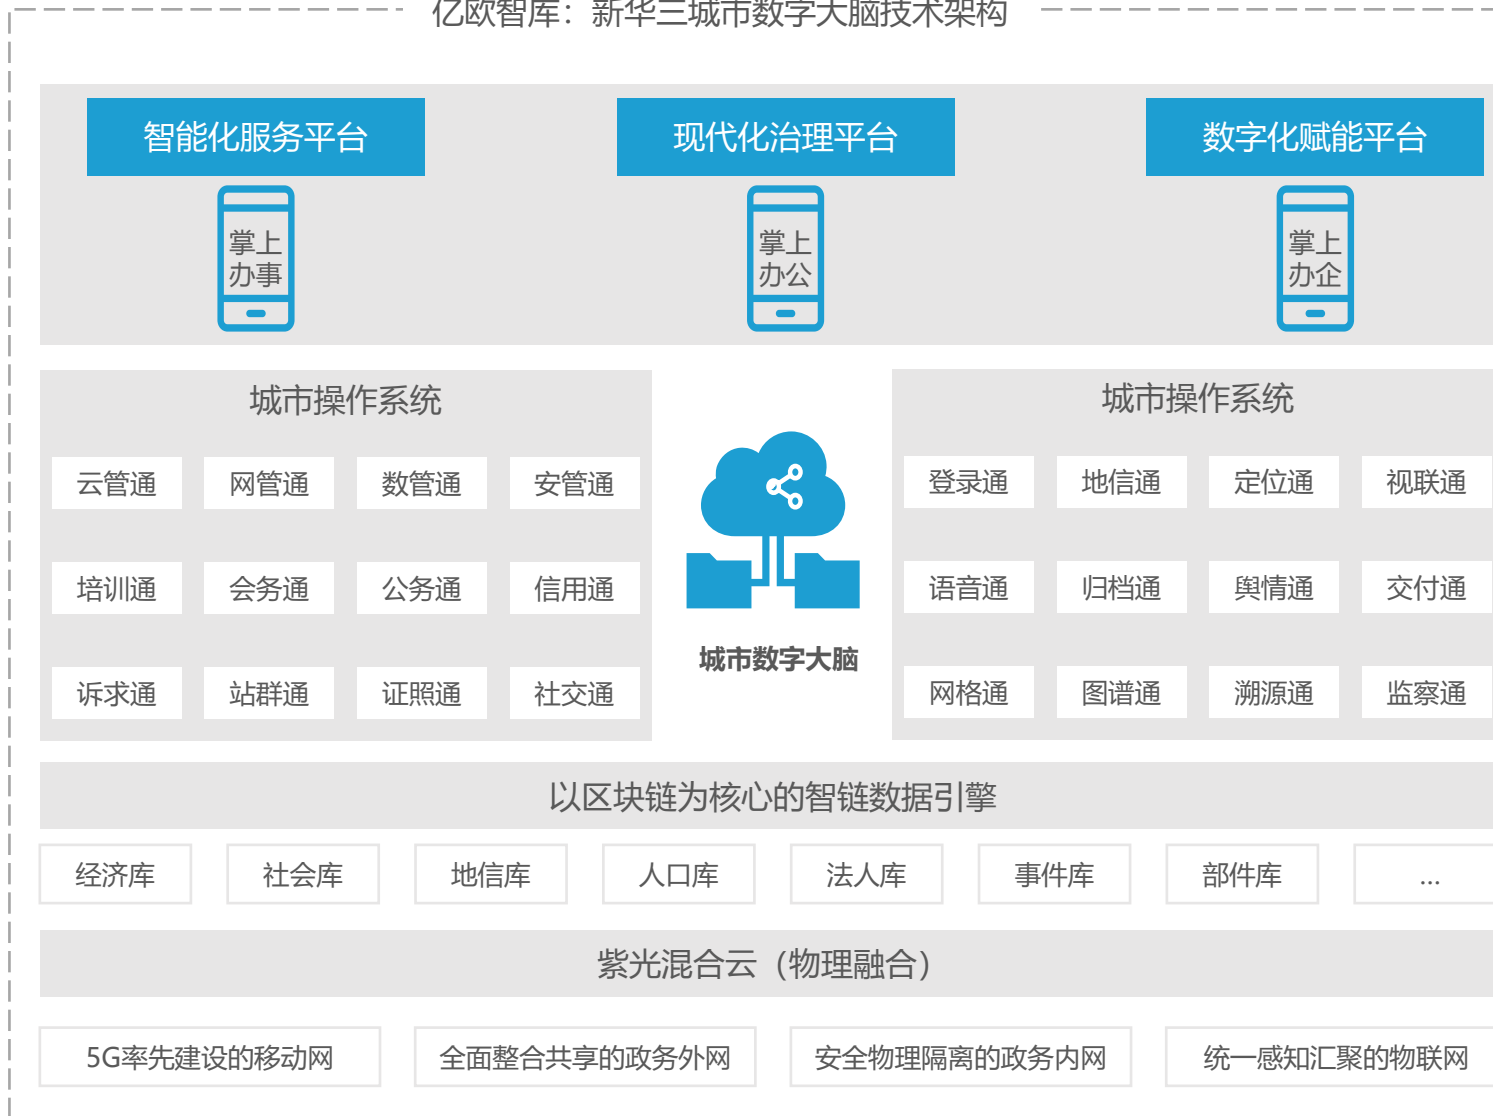 亿欧智库：新华三城市数字大脑技术架构
智能化服务平台
现代化治理平台
数字化赋能平台
掌上
办事
掌上
办公
掌上
办企
城市操作系统
云管通 网管通 数管通 安管通
培训通 会务通 公务通 信用通
诉求通 站群通 证照通 社交通
城市数字大脑
城市操作系统
登录通 地信通 定位通 视联通
语音通 归档通 舆情通 交付通
网格通 图谱通 溯源通 监察通
以区块链为核心的智链数据引擎
经济库 社会库 地信库 人口库 法人库 事件库 部件库 …
紫光混合云（物理融合）
5G率先建设的移动网 全面整合共享的政务外网 安全物理隔离的政务内网 统一感知汇聚的物联网